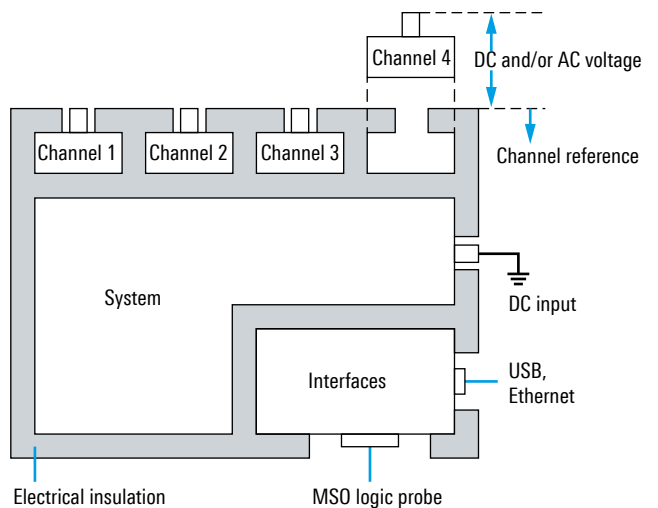 Channel 4
DC and/or AC voltage
Channel 1
Channel 2
Channel 3
Channel reference
System
DC input
Interfaces
USB,
Ethernet
Electrical insulation
MSO logic probe